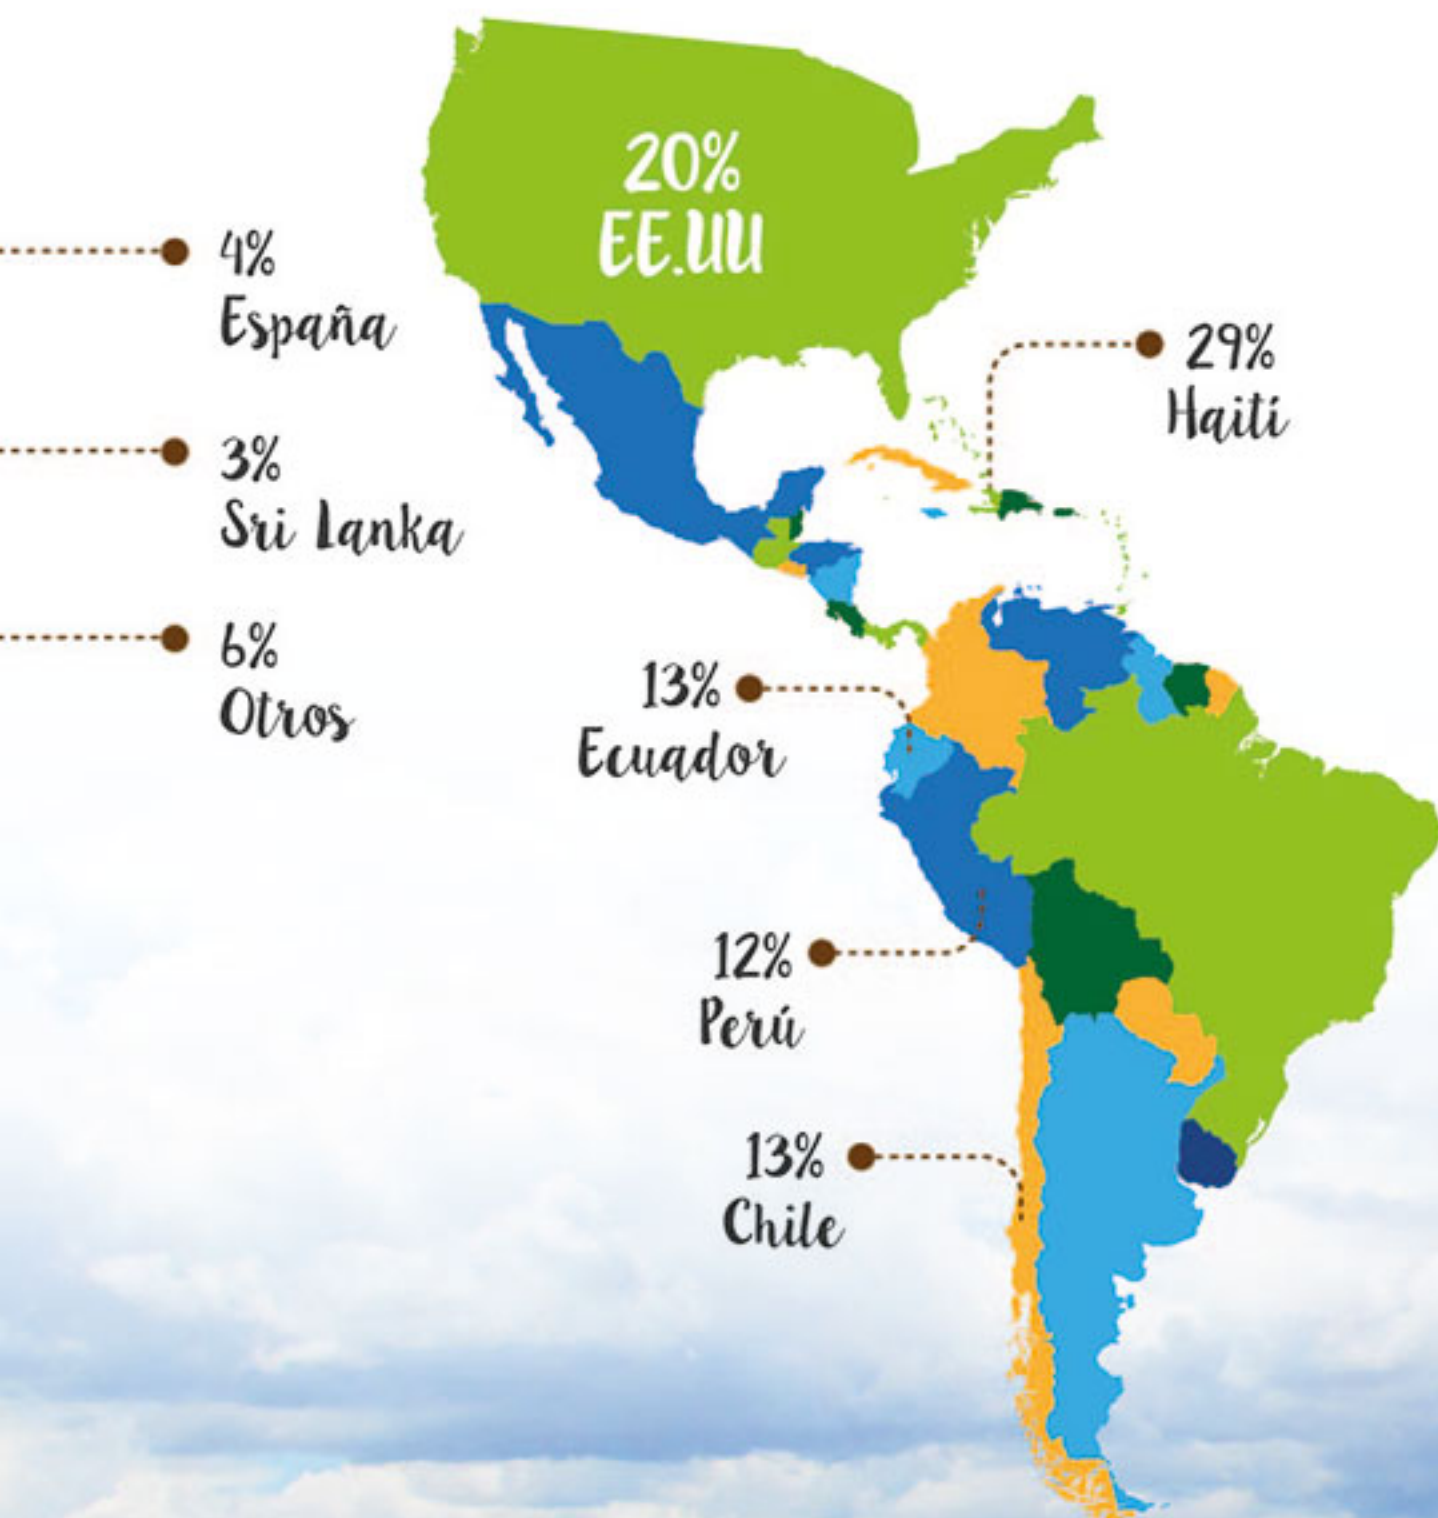 20%
EE.UU
4%
España
3%
Sri Lanka
6%
Otros
29%
Haití
13%
Ecuador
12%
Perú
13%
Chile